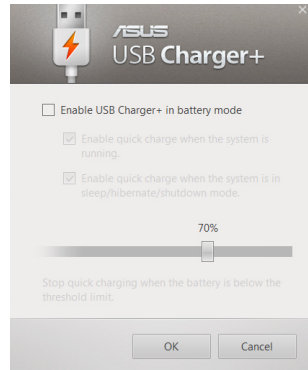 ASUS
USB Charger+
Enable USB Charger+ in battery mode
Enable quick charge when the system is
running.
Enable quick charge when the system is in
sleep/hibernate/shutdown mode.
70%
Stop quick charging when the battery is below the
threshold limit.
OK
Cancel